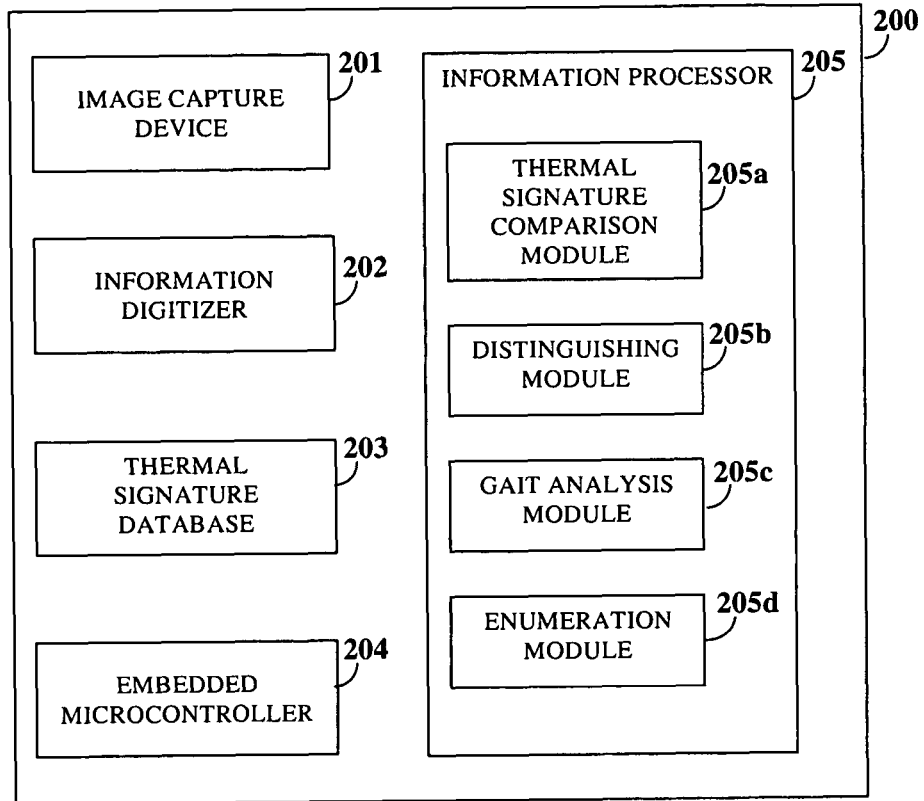 200
201
IMAGE CAPTURE
DEVICE
202
INFORMATION
DIGITIZER
203
THERMAL
SIGNATURE
DATABASE
204
EMBEDDED
MICROCONTROLLER
205
INFORMATION PROCESSOR
205a
THERMAL
SIGNATURE
COMPARISON
MODULE
205b
DISTINGUISHING
MODULE
205c
GAIT ANALYSIS
MODULE
205d
ENUMERATION
MODULE